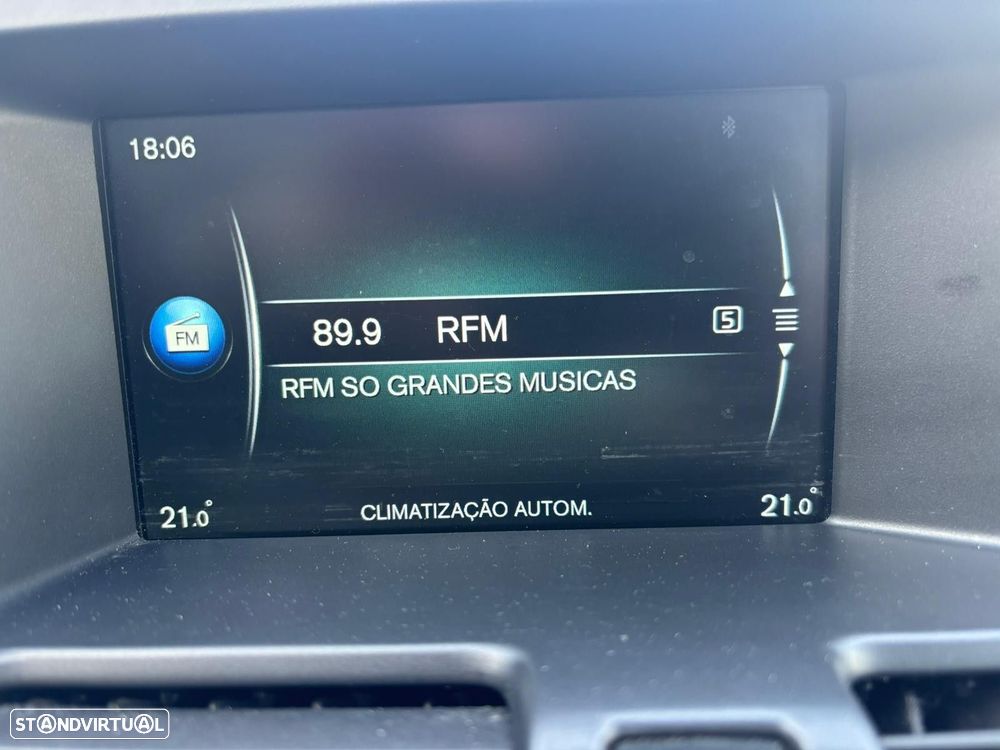 18:06
FM
89.9 RFM 5
RFM SO GRANDES MUSICAS
21.0° CLIMATIZAÇÃO AUTOM. 21.0°
STANDVIRTUAL